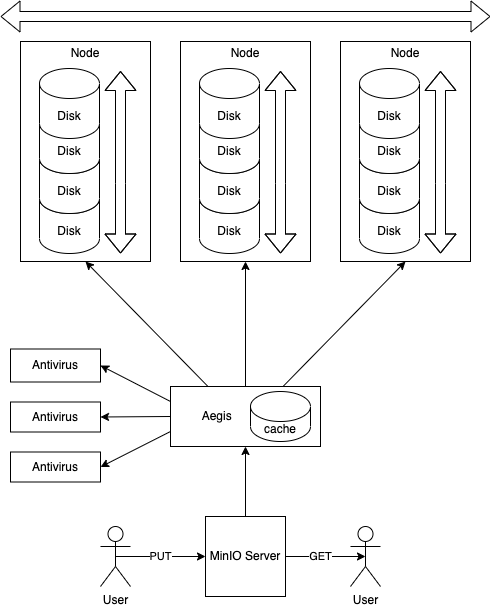 Node
Node
Node
Disk
Disk
Disk
Disk
Disk
Disk
Disk
Disk
Disk
Disk
Disk
Disk
Antivirus
Antivirus
Antivirus
Aegis
cache
PUT
MinIO Server
GET
User
User